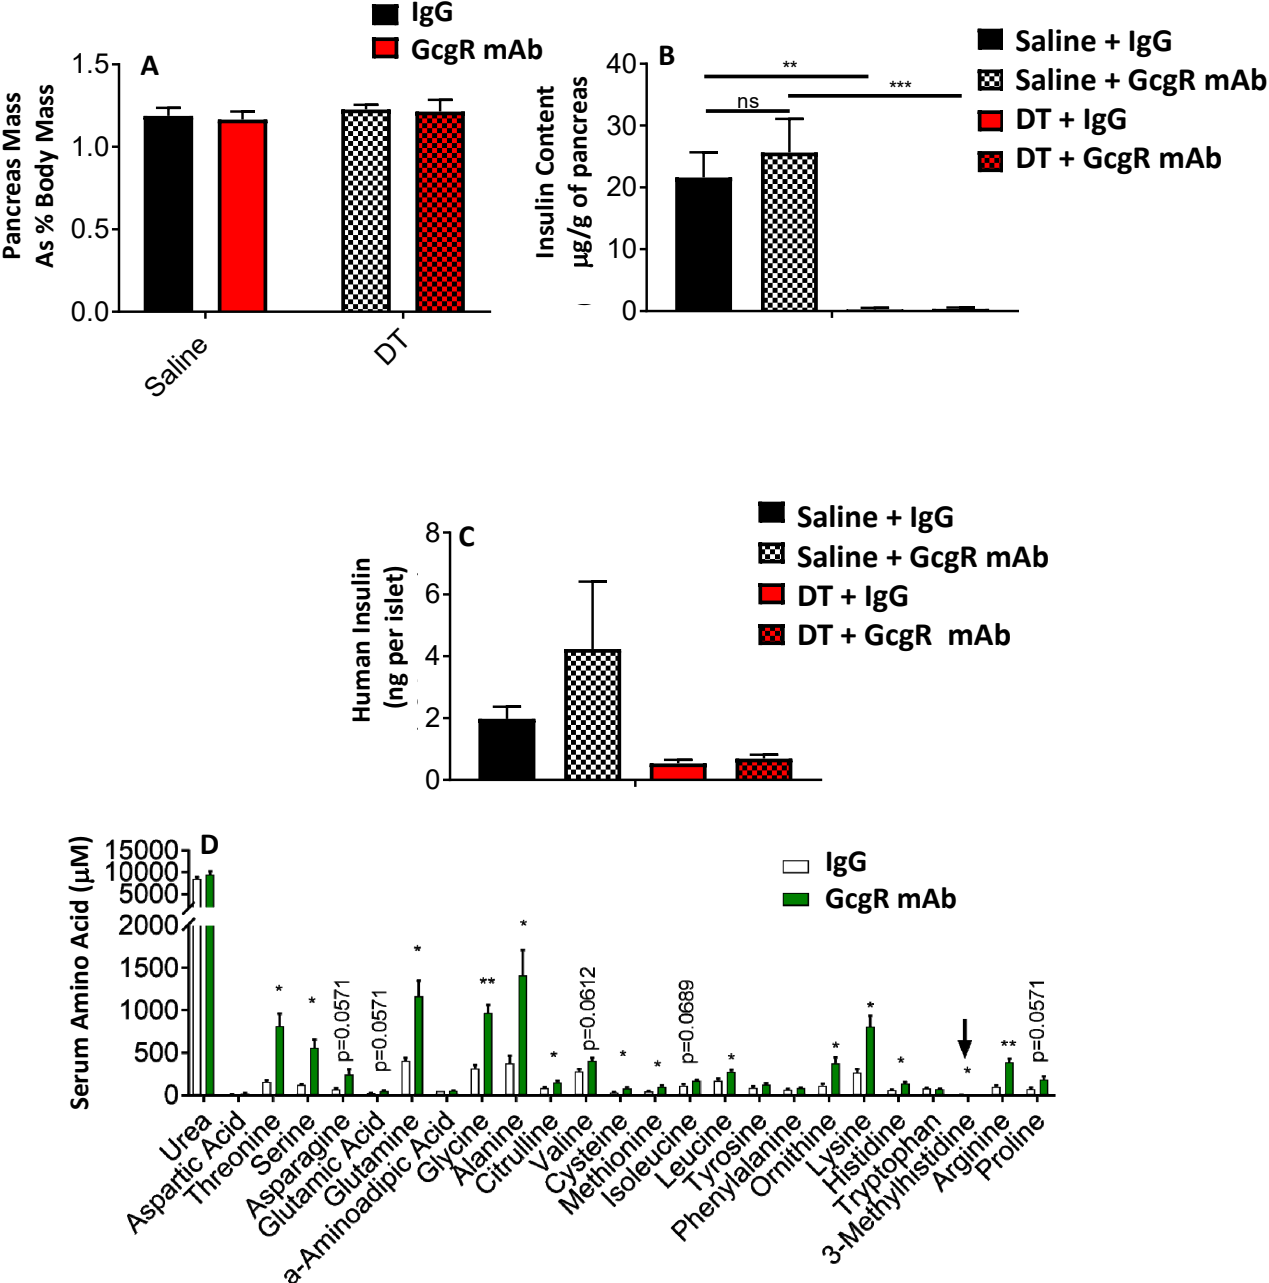 IgG
GcgR mAb
A
Pancreas Mass
As % Body Mass
1.5
1.0
0.5
0.0
Saline
DT
B
Saline + IgG
Saline + GcgR mAb
DT + IgG
DT + GcgR mAb
Insulin Content
µg/g of pancreas
40
30
20
10
0
**
***
ns
C
Saline + IgG
Saline + GcgR mAb
DT + IgG
DT + GcgR mAb
Human Insulin
(ng per islet)
8
6
4
2
0
D
IgG
GcgR mAb
Serum Amino Acid (µM)
15000
10000
5000
2000
1500
1000
500
0
*
*
p=0.0571
p=0.0571
*
**
*
*
p=0.0612
*
*
p=0.0689
*
*
*
*
*
**
p=0.0571
Urea
Aspartic Acid
Threonine
Serine
Asparagine
Glutamic Acid
Glutamine
a-Aminoadipic Acid
Glycine
Alanine
Citrulline
Valine
Cysteine
Methionine
Isoleucine
Leucine
Tyrosine
Phenylalanine
Ornithine
Lysine
Histidine
Tryptophan
3-Methylhistidine
Arginine
Proline